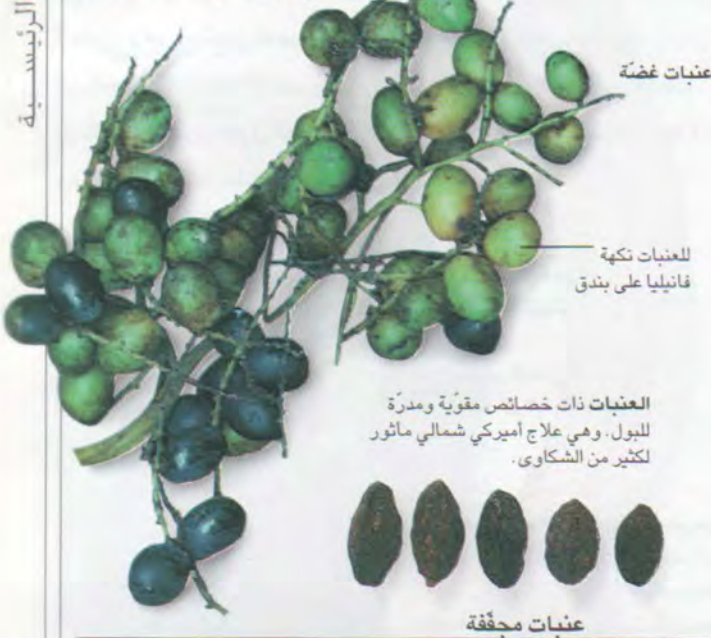 الرئيسية
عنبات غضّة
للعنبات نكهة
فانيليا على بندق
العنبات ذات خصائص مقوّية ومدرّة
للبول. وهي علاج أميركي شمالي مأثور
لكثير من الشكاوى.
عنبات مجفّفة